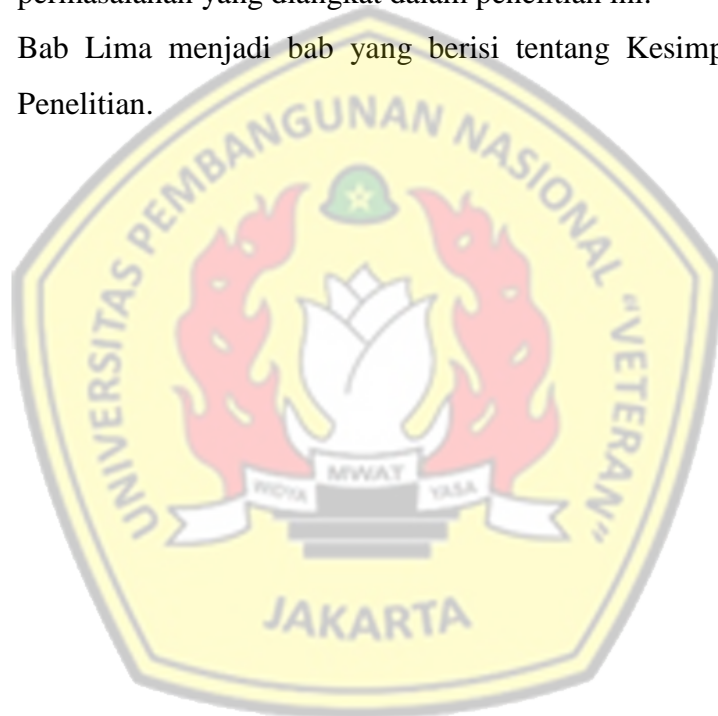 permasalahan yang diangkat dalam penelitian ini.
Bab Lima menjadi bab yang berisi tentang
Penelitian.
UNIVERSITAS PEMBANGUNAN NASIONAL "VETERAN"
WIDYA MWAT YASA
JAKARTA